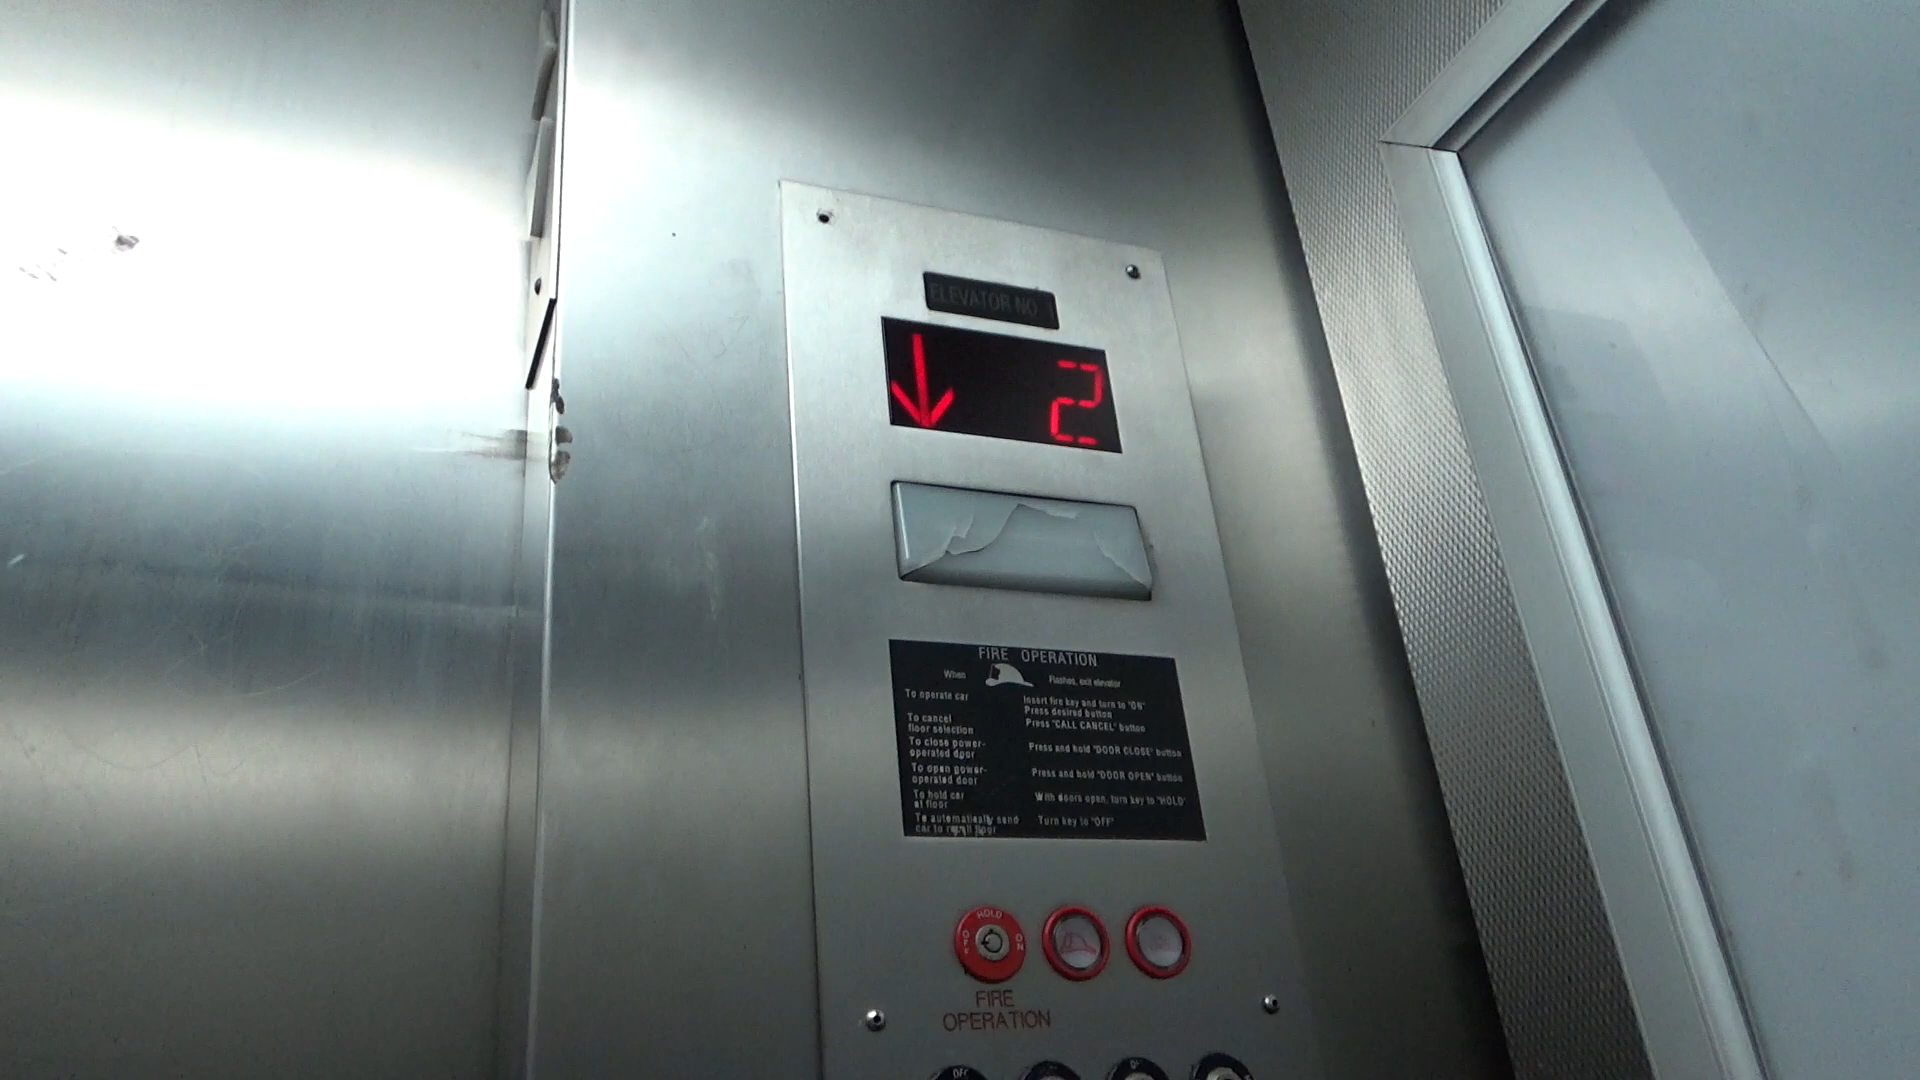 ELEVATOR NO. 1
2
FIRE OPERATION
When Flashes, exit elevator
To operate car Insert fire key and turn to "ON"
Press desired button
To cancel Press "CALL CANCEL" button
floor selection
To close power- Press and hold "DOOR CLOSE" button
operated door
To open power- Press and hold "DOOR OPEN" button
operated door
To hold car With doors open, turn key to "HOLD"
at floor
To automatically send Turn key to "OFF"
car to recall floor
HOLD
OFF ON
FIRE
OPERATION
OFF